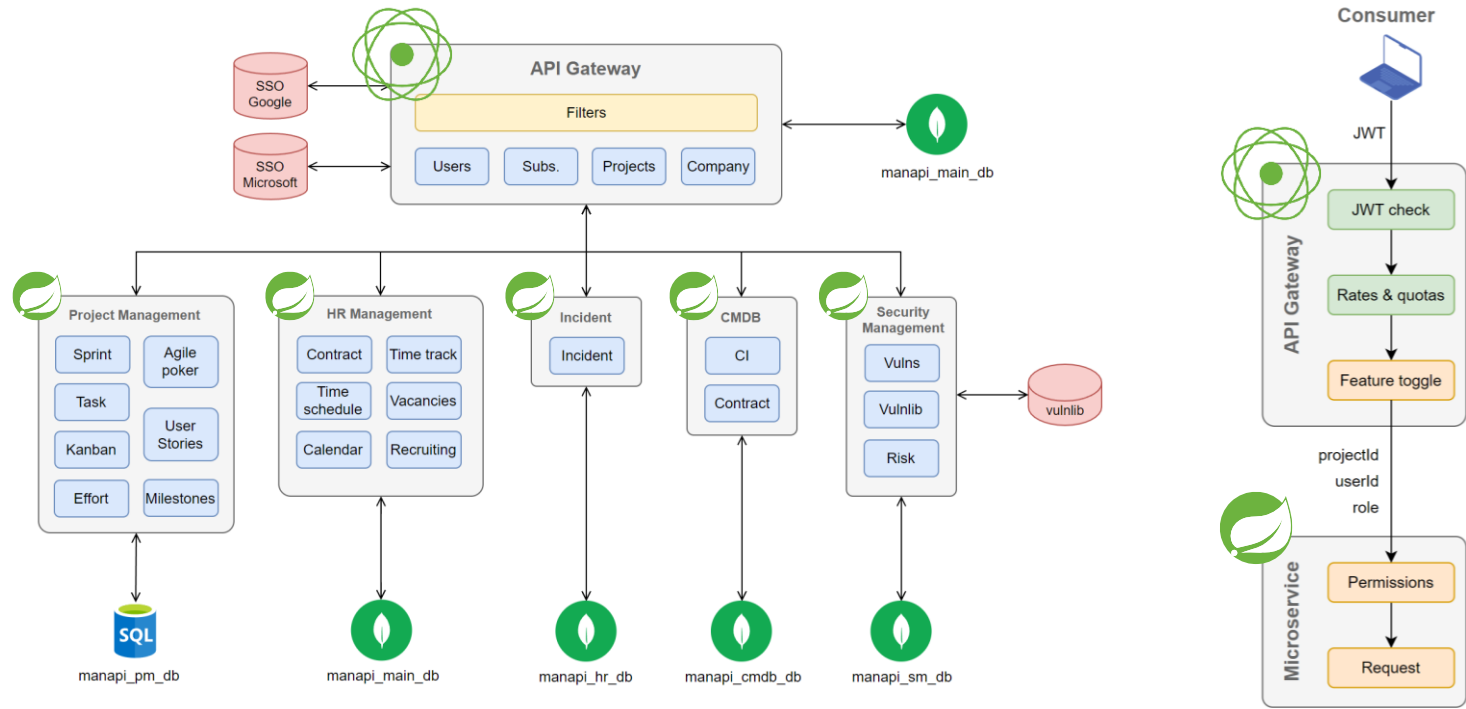 API Gateway
SSO
Google
Filters
SSO
Microsoft
Users
Subs.
Projects
Company
manapi_main_db
Project Management
Sprint
Agile
poker
Task
User
Stories
Kanban
Effort
Milestones
HR Management
Contract
Time track
Time
schedule
Vacancies
Calendar
Recruiting
Incident
Incident
CMDB
CI
Contract
Security
Management
Vulns
Vulnlib
Risk
vulnlib
SQL
manapi_pm_db
manapi_main_db
manapi_hr_db
manapi_cmdb_db
manapi_sm_db
Consumer
JWT
API Gateway
JWT check
Rates & quotas
Feature toggle
projectId
userId
role
Microservice
Permissions
Request